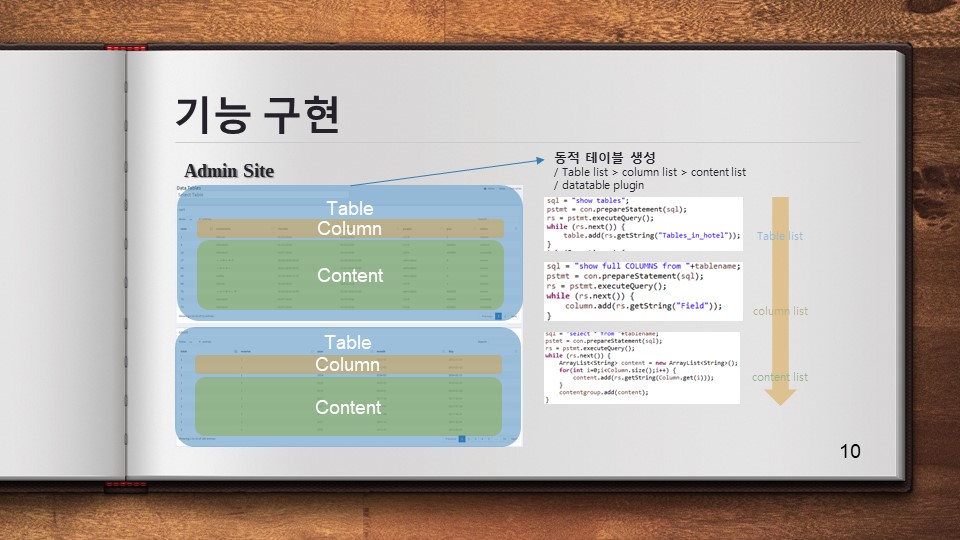 기능 구현
Admin Site
동적 테이블 생성
/ Table list > column list > content list
/ datatable plugin
Data Tables
Select Table
Table
Column
Content
Table
Column
Content
sql = "show tables";
pstmt = con.prepareStatement(sql);
rs = pstmt.executeQuery();
while (rs.next()) {
table.add(rs.getString("Tables_in_hotel"));
}
Table list
sql = "show full COLUMNS from "+tablename;
pstmt = con.prepareStatement(sql);
rs = pstmt.executeQuery();
while (rs.next()) {
column.add(rs.getString("Field"));
}
column list
sql = "select * from "+tablename;
pstmt = con.prepareStatement(sql);
rs = pstmt.executeQuery();
while (rs.next()) {
ArrayList<String> content = new ArrayList<String>();
for(int i=0;i<Column.size();i++) {
content.add(rs.getString(Column.get(i)));
}
contentgroup.add(content);
}
content list
10